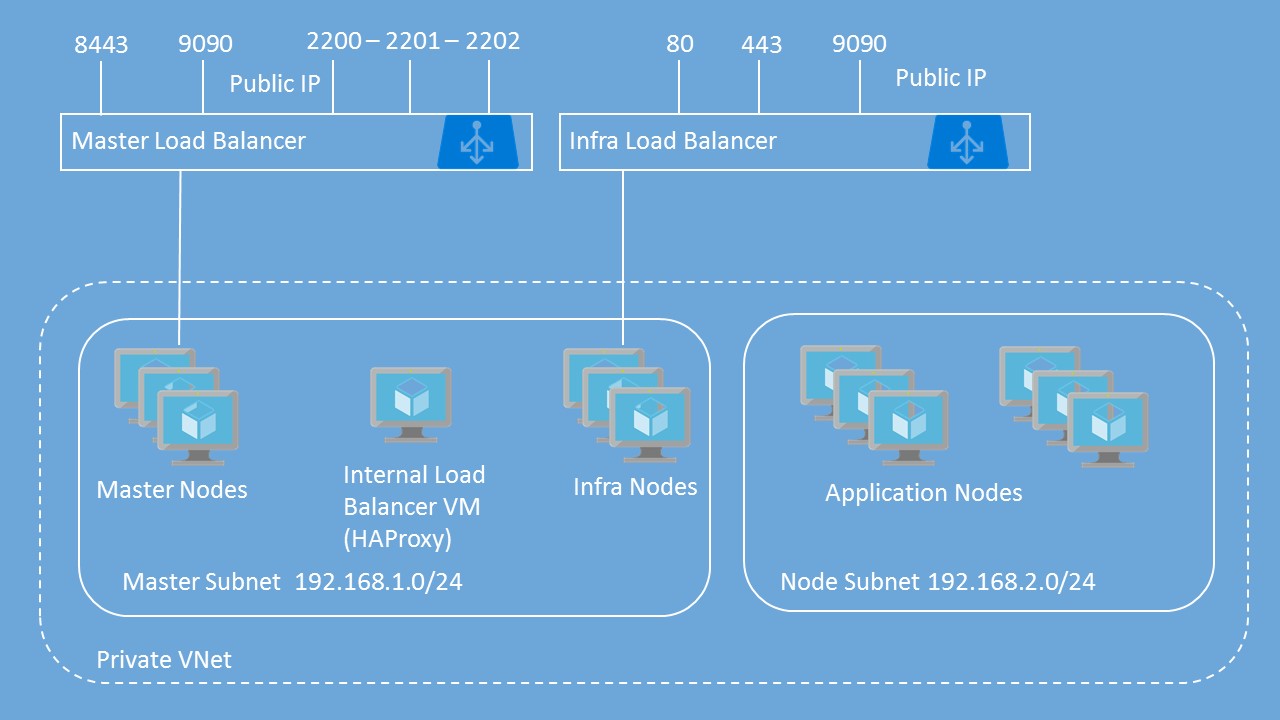 8443
9090
2200 – 2201 – 2202
80
443
9090
Public IP
Public IP
Master Load Balancer
Infra Load Balancer
Master Nodes
Internal Load
Balancer VM
(HAProxy)
Infra Nodes
Application Nodes
Master Subnet 192.168.1.0/24
Node Subnet 192.168.2.0/24
Private VNet